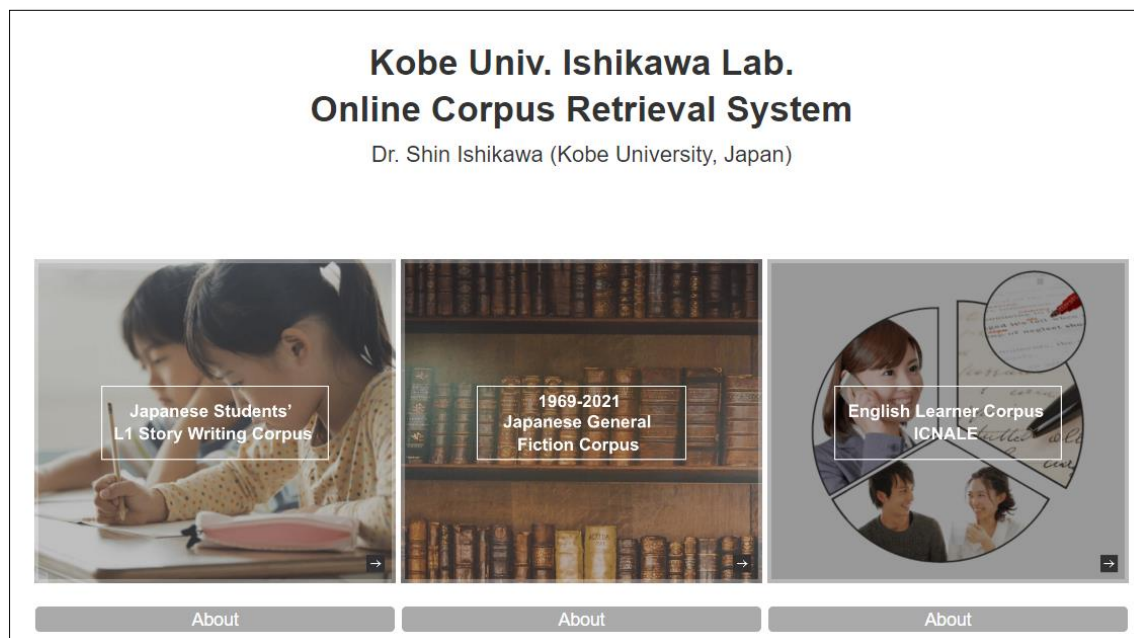 Kobe Univ. Ishikawa Lab.
Online Corpus Retrieval System
Dr. Shin Ishikawa (Kobe University, Japan)
Japanese Students’
L1 Story Writing Corpus
1969-2021
Japanese General
Fiction Corpus
English Learner Corpus
ICNALE
About
About
About